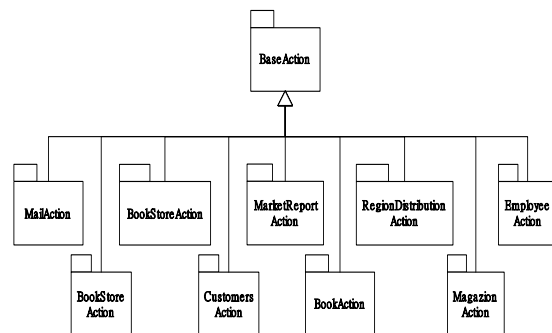 BaseAction
MailAction
BookStoreAction
MarketReport
Action
RegionDistribution
Action
Employee
Action
BookStore
Action
Customers
Action
BookAction
Magazion
Action